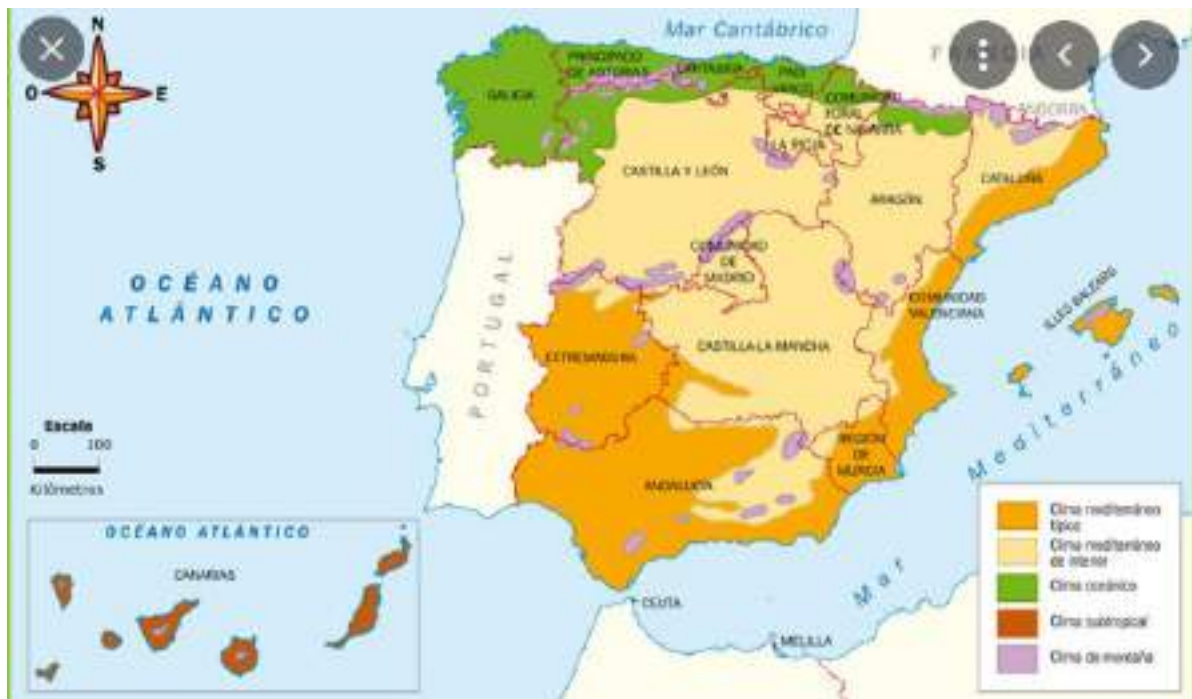 N
O
E
S
Mar Cantábrico
PRINCIPADO
DE ASTURIAS
CANTABRIA
PAÍS
VASCO
GALICIA
COMUNIDAD
FORAL
DE NAVARRA
LA RIOJA
ANDORRA
CASTILLA Y LEÓN
CATALUÑA
ARAGÓN
COMUNIDAD
DE
MADRID
OCÉANO
ATLÁNTICO
PORTUGAL
COMUNIDAD
VALENCIANA
ILLES BALEARS
CASTILLA-LA MANCHA
EXTREMADURA
Mar Mediterráneo
REGIÓN
DE
MURCIA
ANDALUCÍA
Escala
0 100
Kilómetros
OCÉANO ATLÁNTICO
CANARIAS
CEUTA
MELILLA
Clima mediterráneo
típico
Clima mediterráneo
de interior
Clima oceánico
Clima subtropical
Clima de montaña